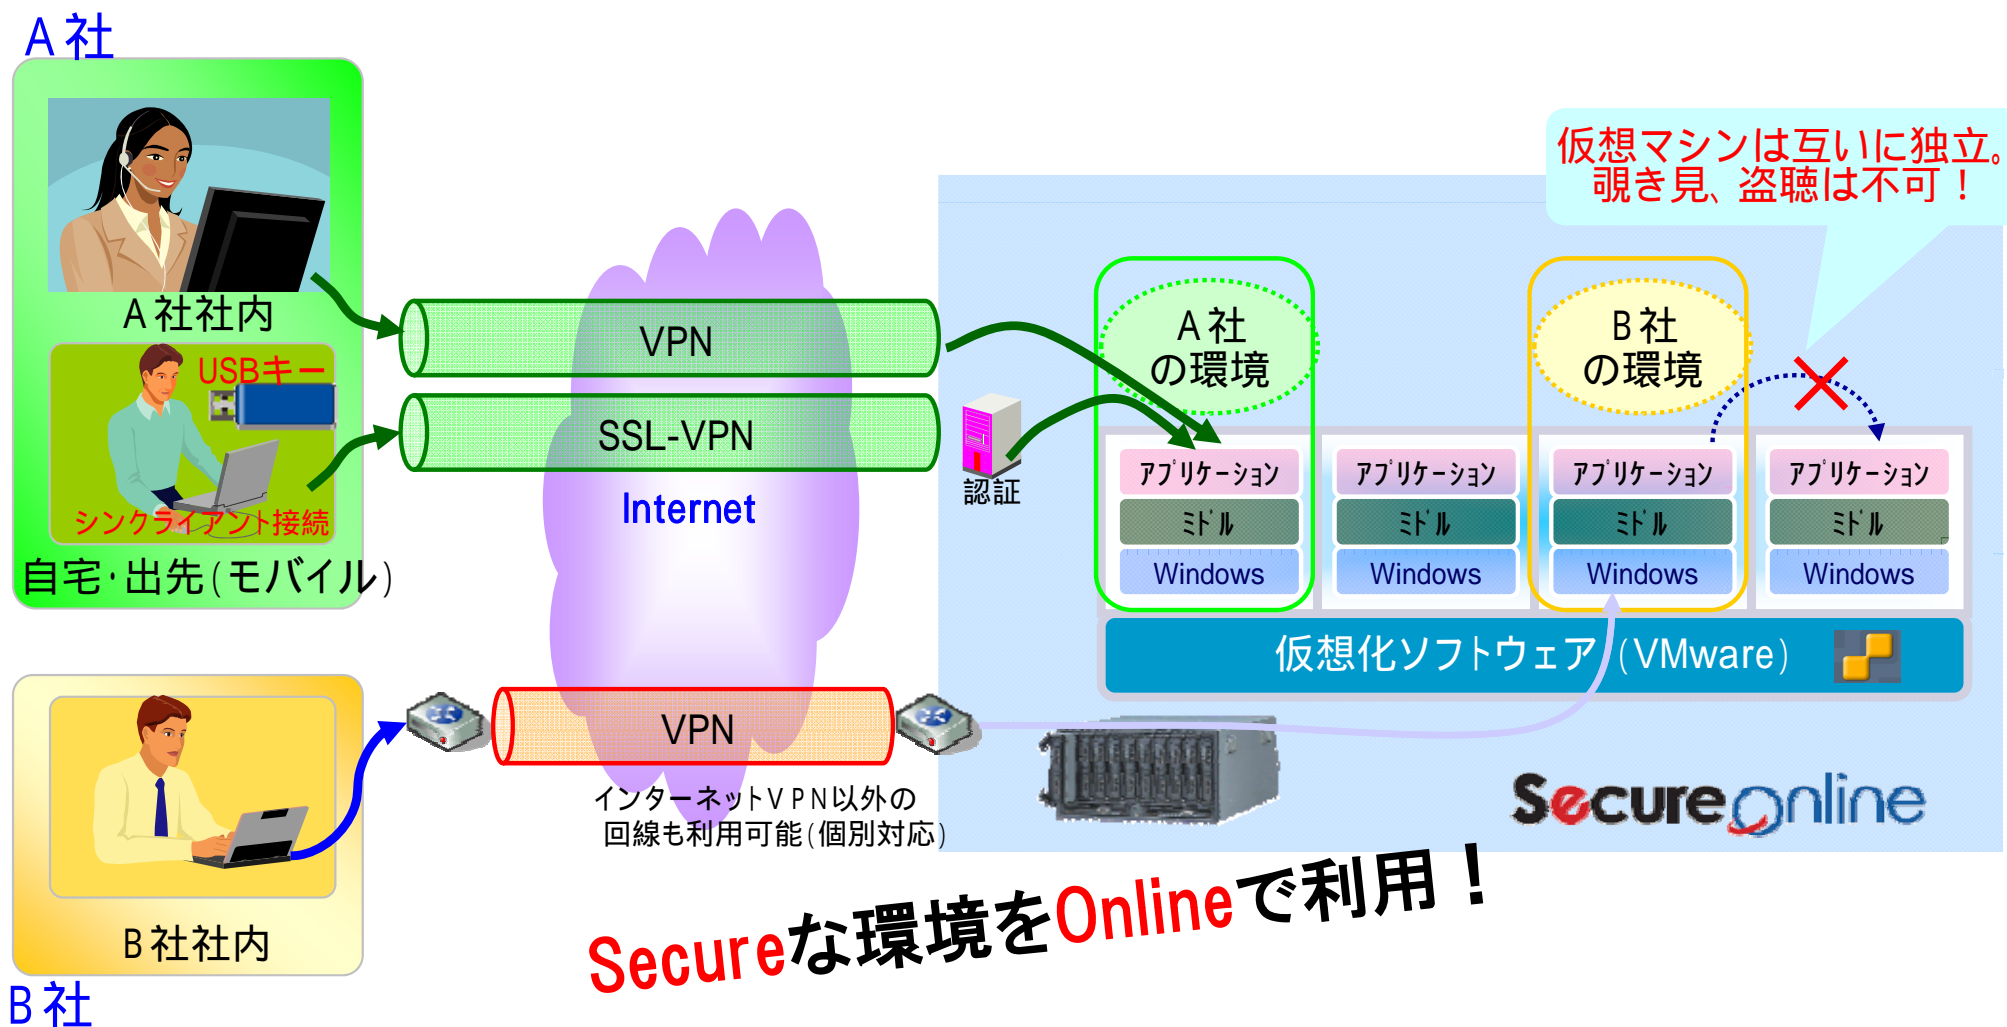 A社
A社社内
USBキー
シンクライアント接続
自宅・出先(モバイル)
VPN
SSL-VPN
Internet
認証
仮想マシンは互いに独立。
覗き見、盗聴は不可！
A社
の環境
B社
の環境
アプリケーション
ミドル
Windows
アプリケーション
ミドル
Windows
アプリケーション
ミドル
Windows
アプリケーション
ミドル
Windows
仮想化ソフトウェア (VMware)
VPN
インターネットVPN以外の
回線も利用可能(個別対応)
B社社内
B社
Secureonline
Secureな環境をOnlineで利用！